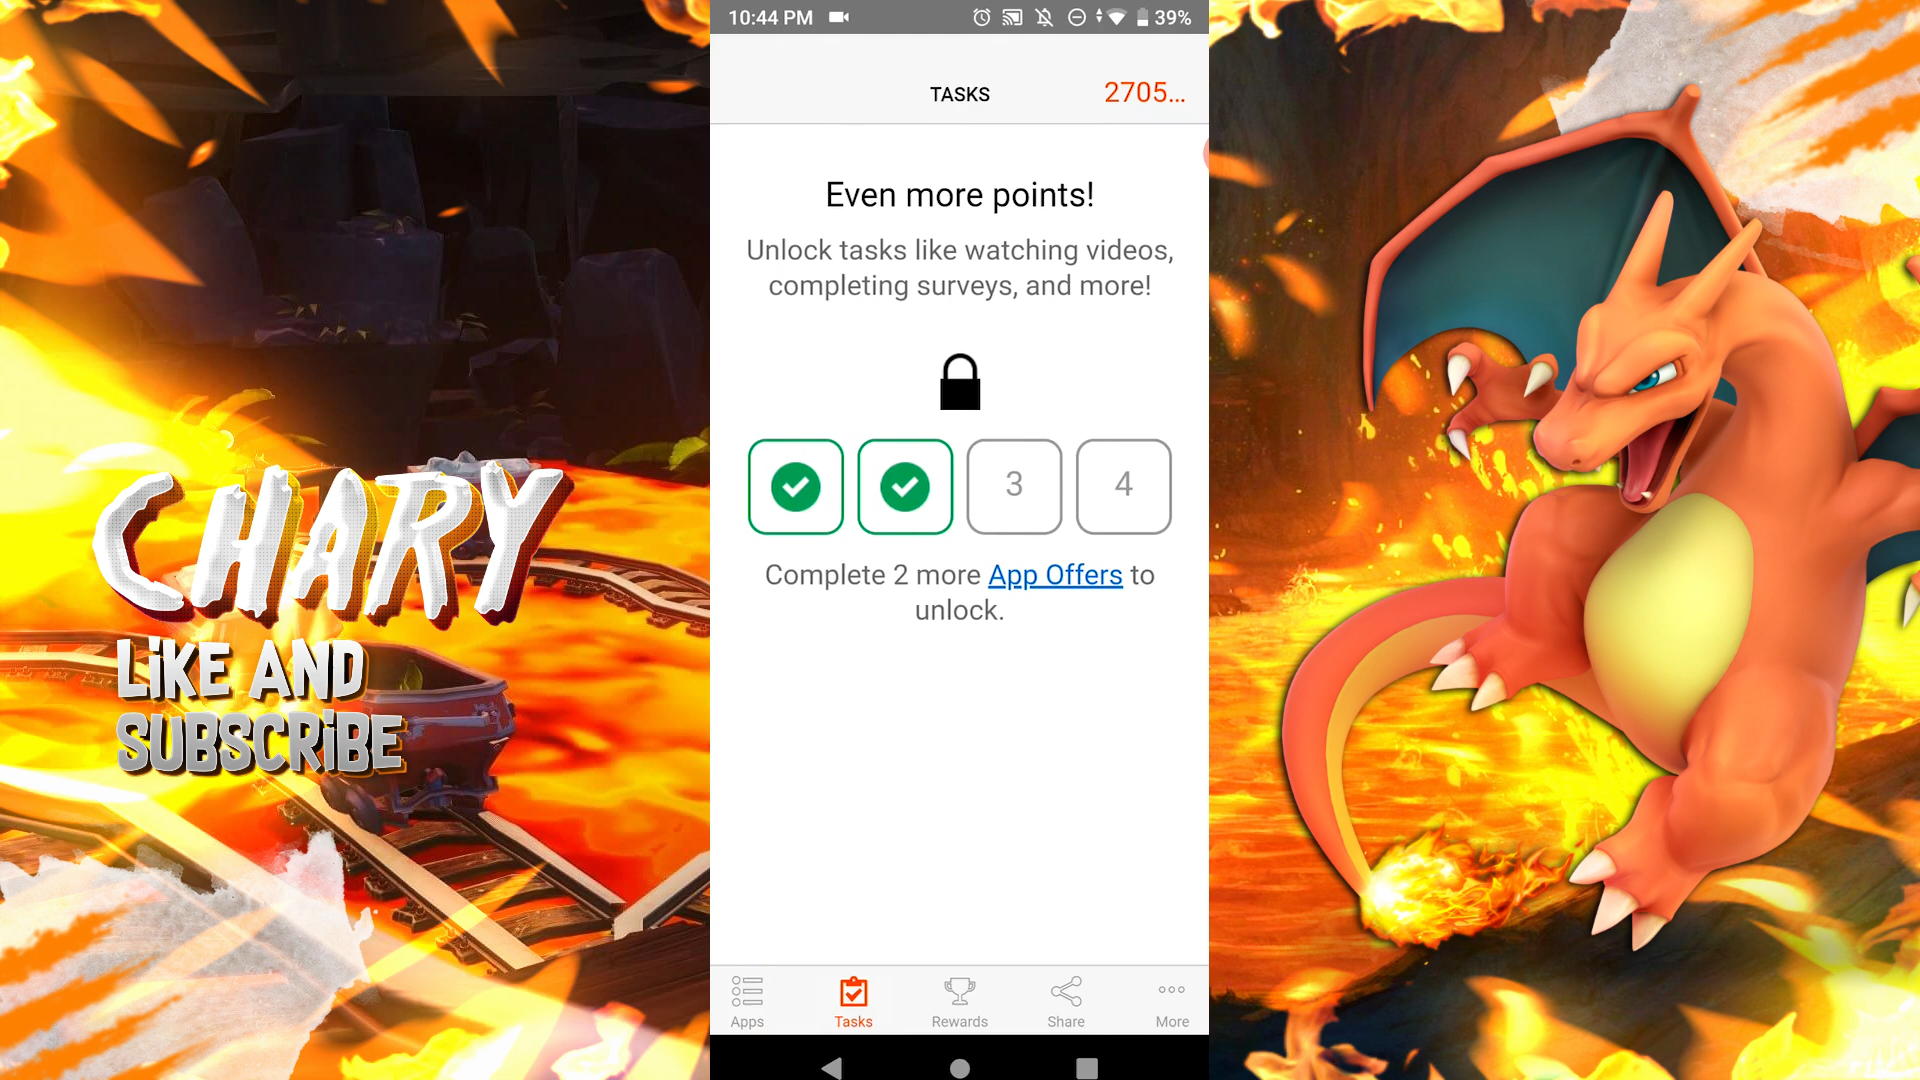 CHARY
LiKE AND
SUBSCRiBE
10:44 PM
39%
TASKS
2705...
Even more points!
Unlock tasks like watching videos,
completing surveys, and more!
3
4
Complete 2 more App Offers to
unlock.
Apps
Tasks
Rewards
Share
More